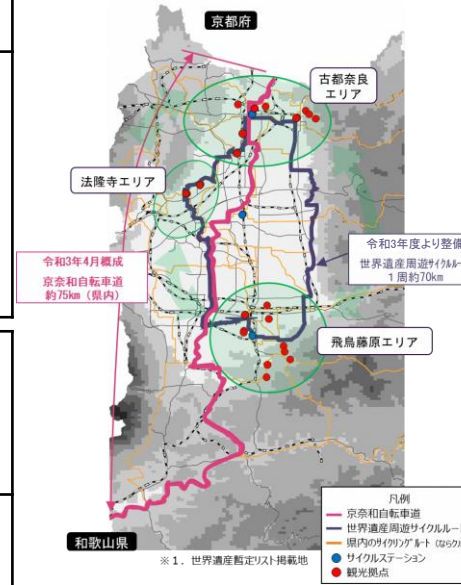 京都府
古都奈良
エリア
法隆寺エリア
令和3年4月概成
京奈和自転車道
約75km（県内）
令和3年度より整備
世界遺産周遊サイクルルー
1周約70km
飛鳥藤原エリア
和歌山県
※1．世界遺産暫定リスト掲載地
凡例
京奈和自転車道
世界遺産周遊サイクルルー
県内のサイクリングルート（ならクル
サイクルステーション
観光拠点